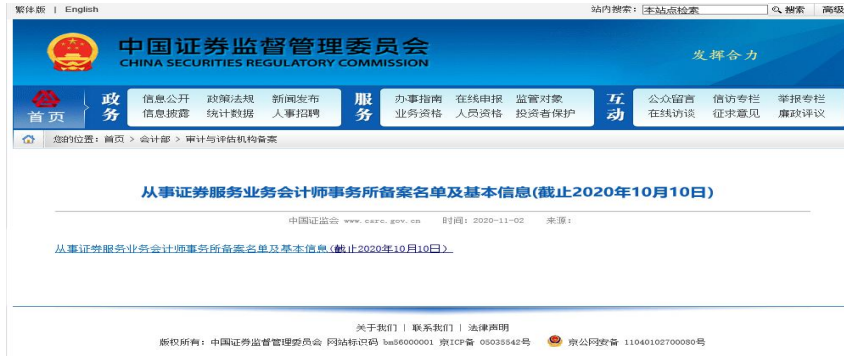 繁体版 | English 站内搜索: 本站点检索 搜索 高级
中国证券监督管理委员会
CHINA SECURITIES REGULATORY COMMISSION
发挥合力
首页
政务
信息公开 政策法规 新闻发布
信息披露 统计数据 人事招聘
服务
办事指南 在线申报 监管对象
业务资格 人员资格 投资者保护
互动
公众留言 信访专栏 举报专栏
在线访谈 征求意见 廉政评议
您的位置: 首页 > 会计部 > 审计与评估机构备案
从事证券服务业务会计师事务所备案名单及基本信息(截止2020年10月10日)
中国证监会 www.csrc.gov.cn 时间: 2020-11-02 来源:
从事证券服务业务会计师事务所备案名单及基本信息(截止2020年10月10日)
关于我们 | 联系我们 | 法律声明
版权所有: 中国证券监督管理委员会 网站标识码 bm56000001 京ICP备 05035542号 京公网安备 11040102700080号